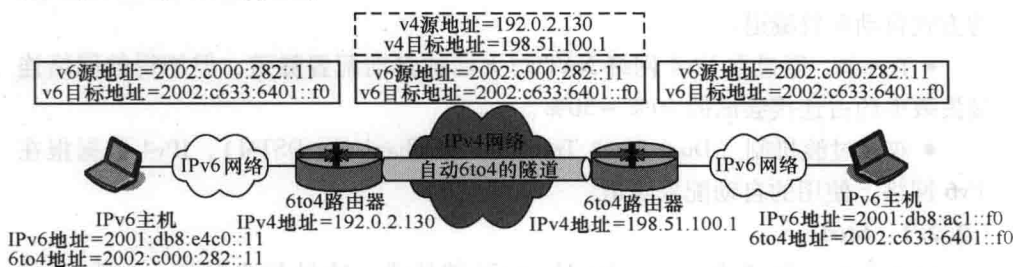 v4源地址=192.0.2.130
v4目标地址=198.51.100.1
v6源地址=2002:c000:282::11
v6目标地址=2002:c633:6401::f0
v6源地址=2002:c000:282::11
v6目标地址=2002:c633:6401::f0
v6源地址=2002:c000:282::11
v6目标地址=2002:c633:6401::f0
IPv6网络
IPv4网络
自动6to4的隧道
IPv6网络
IPv6主机
IPv6地址=2001:db8:e4c0::11
6to4地址=2002:c000:282::11
6to4路由器
IPv4地址=192.0.2.130
6to4路由器
IPv4地址=198.51.100.1
IPv6主机
IPv6地址=2001:db8:ac1::f0
6to4地址=2002:c633:6401::f0